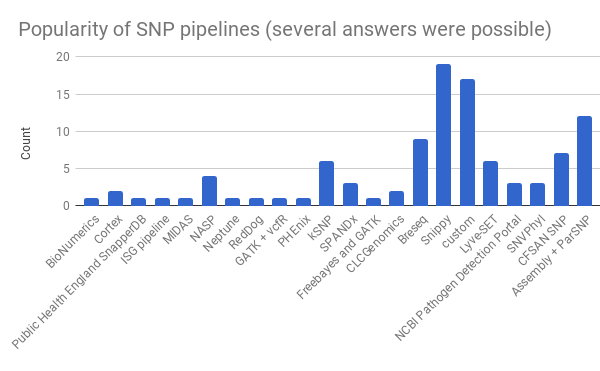 Popularity of SNP pipelines (several answers were possible)
20
15
10
5
0
Count
BioNumerics
Cortex
Public Health England SnapperDB
ISG pipeline
MIDAS
NASP
Neptune
RedDog
GATK + vcfR
PHEnix
kSNP
SPANDx
Freebayes and GATK
CLCGenomics
Breseq
Snippy
custom
Lyve-SET
NCBI Pathogen Detection Portal
SNVPhyl
CFSAN SNP
Assembly + ParSNP